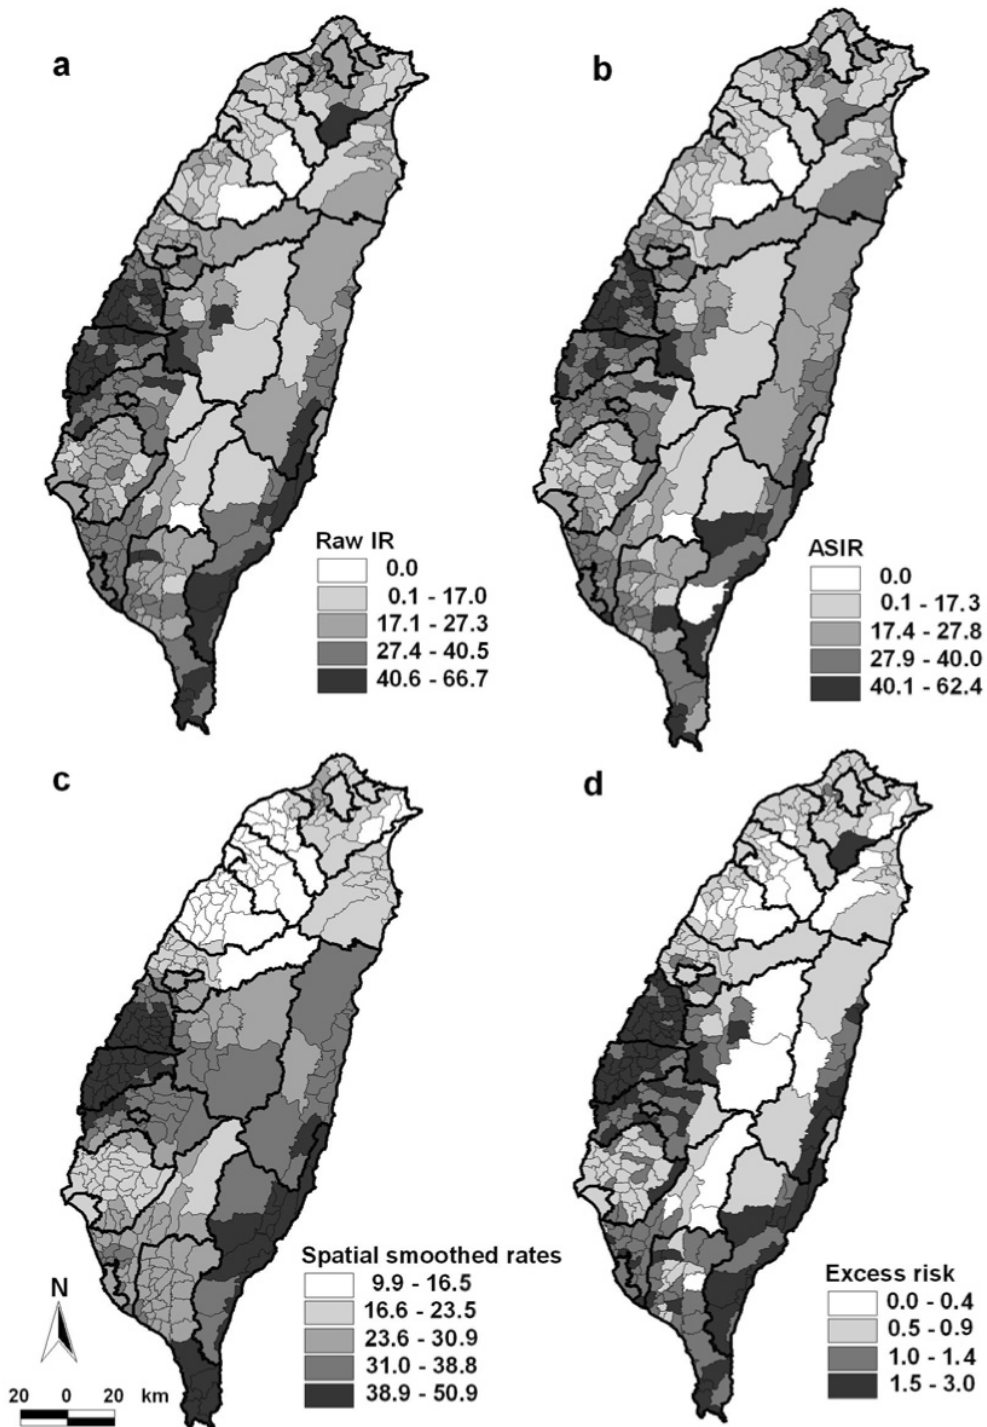 a
b
Raw IR
0.0
0.1 - 17.0
17.1 - 27.3
27.4 - 40.5
40.6 - 66.7
ASIR
0.0
0.1 - 17.3
17.4 - 27.8
27.9 - 40.0
40.1 - 62.4
c
d
Spatial smoothed rates
9.9 - 16.5
16.6 - 23.5
23.6 - 30.9
31.0 - 38.8
38.9 - 50.9
Excess risk
0.0 - 0.4
0.5 - 0.9
1.0 - 1.4
1.5 - 3.0
N
20 0 20 km